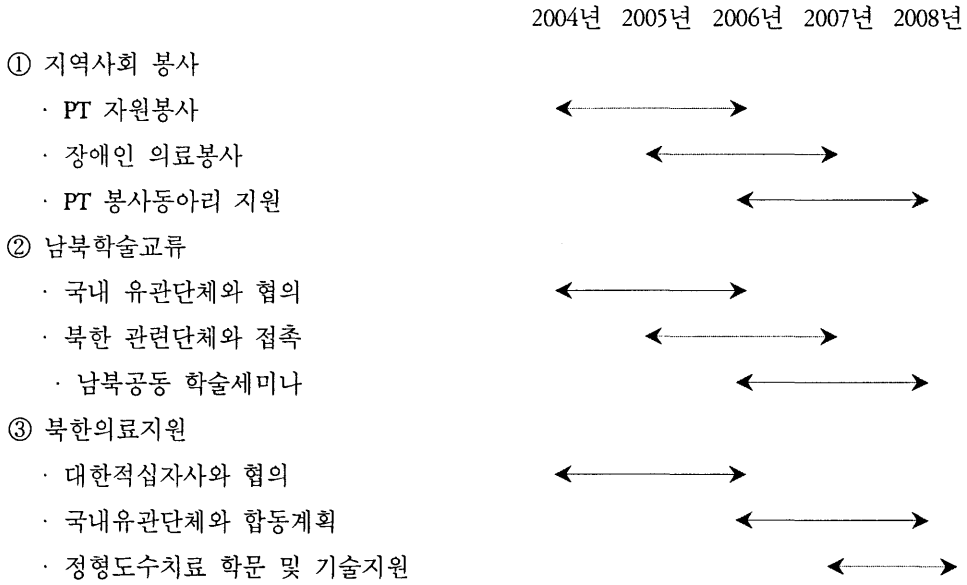 2004년 2005년 2006년 2007년 2008년
① 지역사회 봉사
· PT 자원봉사
· 장애인 의료봉사
· PT 봉사동아리 지원
② 남북학술교류
· 국내 유관단체와 협의
· 북한 관련단체와 접촉
· 남북공동 학술세미나
③ 북한의료지원
· 대한적십자사와 협의
· 국내유관단체와 합동계획
· 정형도수치료 학문 및 기술지원